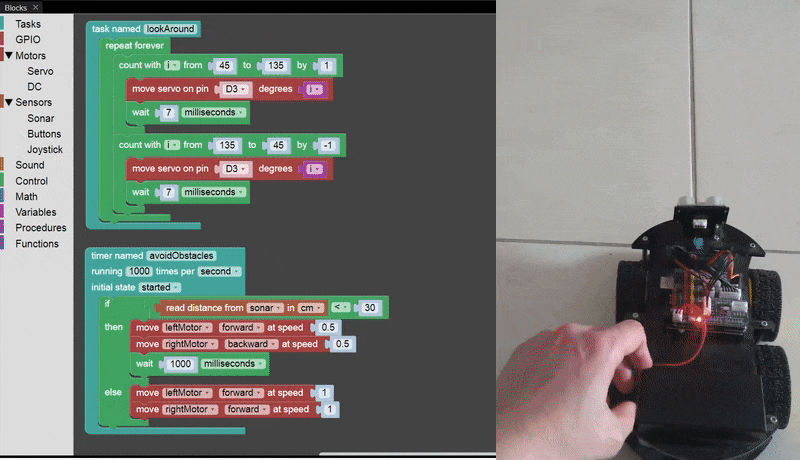 Blocks
Tasks
GPIO
Motors
Servo
DC
Sensors
Sonar
Buttons
Joystick
Sound
Control
Math
Variables
Procedures
Functions
task named lookAround
repeat forever
count with i from 45 to 135 by 1
move servo on pin D3 degrees i
wait 7 milliseconds
count with i from 135 to 45 by -1
move servo on pin D3 degrees i
wait 7 milliseconds
timer named avoidObstacles
running 1000 times per second
initial state started
if read distance from sonar in cm < 30
then move leftMotor forward at speed 0.5
move rightMotor backward at speed 0.5
wait 1000 milliseconds
else move leftMotor forward at speed 1
move rightMotor forward at speed 1